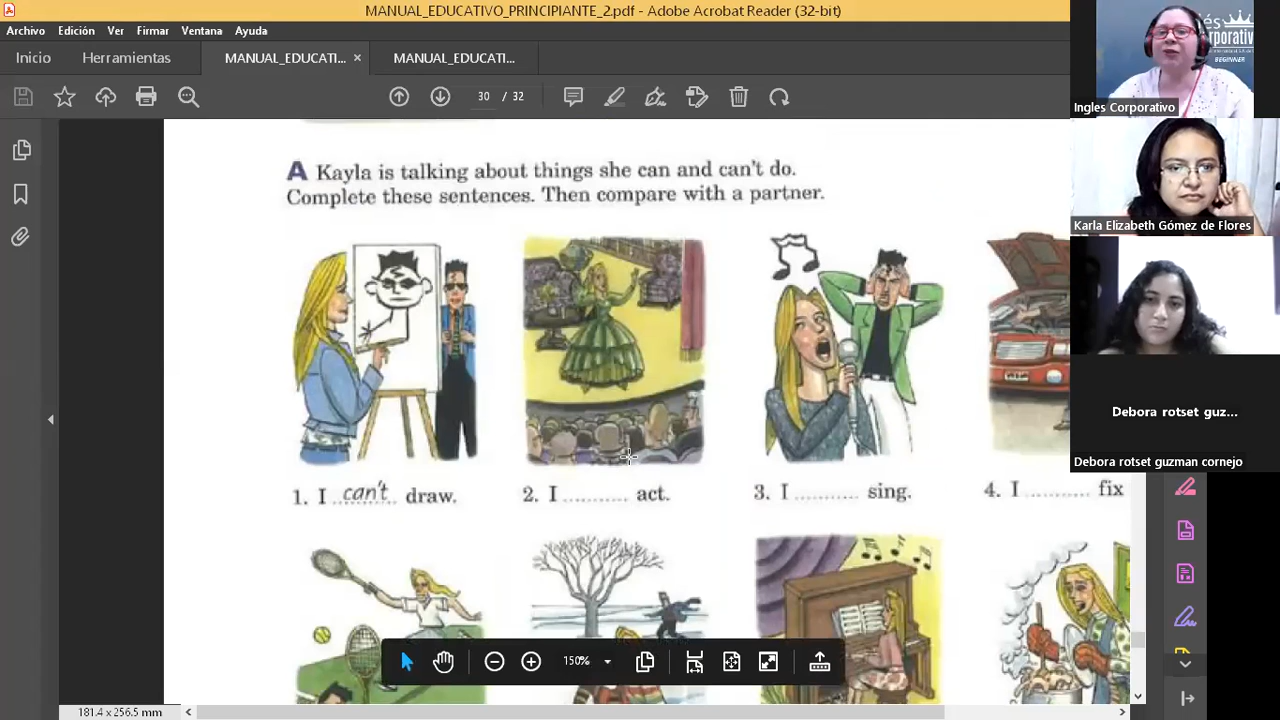 MANUAL_EDUCATIVO_PRINCIPIANTE_2.pdf - Adobe Acrobat Reader (32-bit)
Archivo Edición Ver Firmar Ventana Ayuda
Inicio Herramientas MANUAL_EDUCATI... × MANUAL_EDUCATI...
30 / 32
A Kayla is talking about things she can and can't do.
Complete these sentences. Then compare with a partner.
1. I can't draw.
2. I ........... act.
3. I ........... sing.
4. I ........... fix
150%
181.4 x 256.5 mm
BEGINNER
Ingles Corporativo
Karla Elizabeth Gómez de Flores
Debora rotset guz...
Debora rotset guzman cornejo